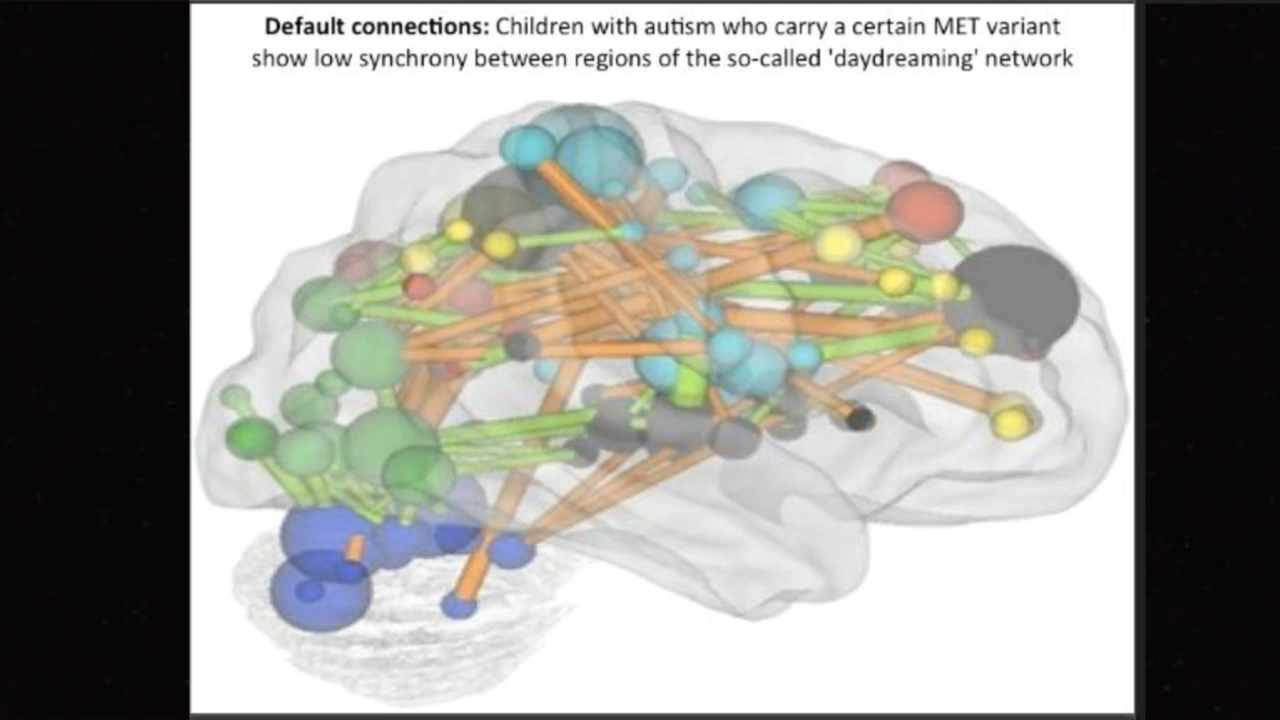 Default connections: Children with autism who carry a certain MET variant
show low synchrony between regions of the so-called 'daydreaming' network